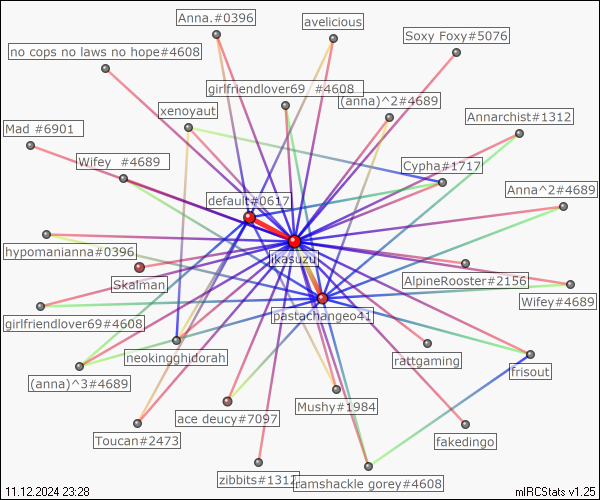 Anna.#0396
avelicious
Soxy Foxy#5076
no cops no laws no hope#4608
girlfriendlover69  #4608
(anna)^2#4689
xenoyaut
Annarchist#1312
Mad #6901
Wifey  #4689
Cypha#1717
Anna^2#4689
default#0617
hypomanianna#0396
ikasuzu
Skalman
AlpineRooster#2156
Wifey#4689
girlfriendlover69#4608
pastachangeo41
neokingghidorah
rattgaming
frisout
(anna)^3#4689
Mushy#1984
ace deucy#7097
Toucan#2473
fakedingo
zibbits#1312
ramshackle gorey#4608
11.12.2024 23:28
mIRCStats v1.25